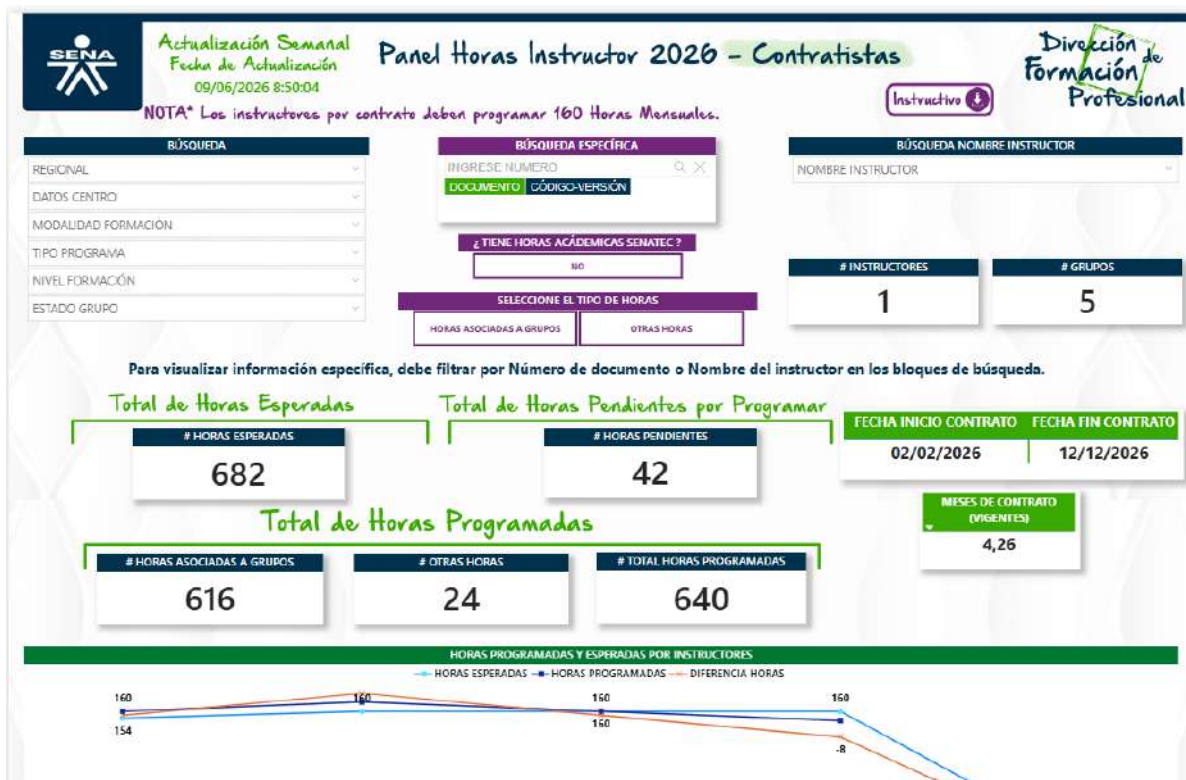 SENA
Actualización Semanal
Fecha de Actualización
09/06/2026 8:50:04
Panel Horas Instructor 2026 - Contratistas
Dirección de
Formación
Profesional
Instructivo
NOTA* Los instructores por contrato deben programar 160 Horas Mensuales.
BÚSQUEDA
REGIONAL
DATOS CENTRO
MODALIDAD FORMACIÓN
TIPO PROGRAMA
NIVEL FORMACIÓN
ESTADO GRUPO
BÚSQUEDA ESPECÍFICA
INGRESE NUMERO
DOCUMENTO CÓDIGO-VERSIÓN
¿ TIENE HORAS ACÁDEMICAS SENATEC ?
NO
SELECCIONE EL TIPO DE HORAS
HORAS ASOCIADAS A GRUPOS OTRAS HORAS
BÚSQUEDA NOMBRE INSTRUCTOR
NOMBRE INSTRUCTOR
# INSTRUCTORES
1
# GRUPOS
5
Para visualizar información específica, debe filtrar por Número de documento o Nombre del instructor en los bloques de búsqueda.
Total de Horas Esperadas
# HORAS ESPERADAS
682
Total de Horas Pendientes por Programar
# HORAS PENDIENTES
42
FECHA INICIO CONTRATO FECHA FIN CONTRATO
02/02/2026 12/12/2026
MESES DE CONTRATO
(VIGENTES)
4,26
Total de Horas Programadas
# HORAS ASOCIADAS A GRUPOS
616
# OTRAS HORAS
24
# TOTAL HORAS PROGRAMADAS
640
HORAS PROGRAMADAS Y ESPERADAS POR INSTRUCTORES
HORAS ESPERADAS HORAS PROGRAMADAS DIFERENCIA HORAS
160 160 160 160
154 160 -8